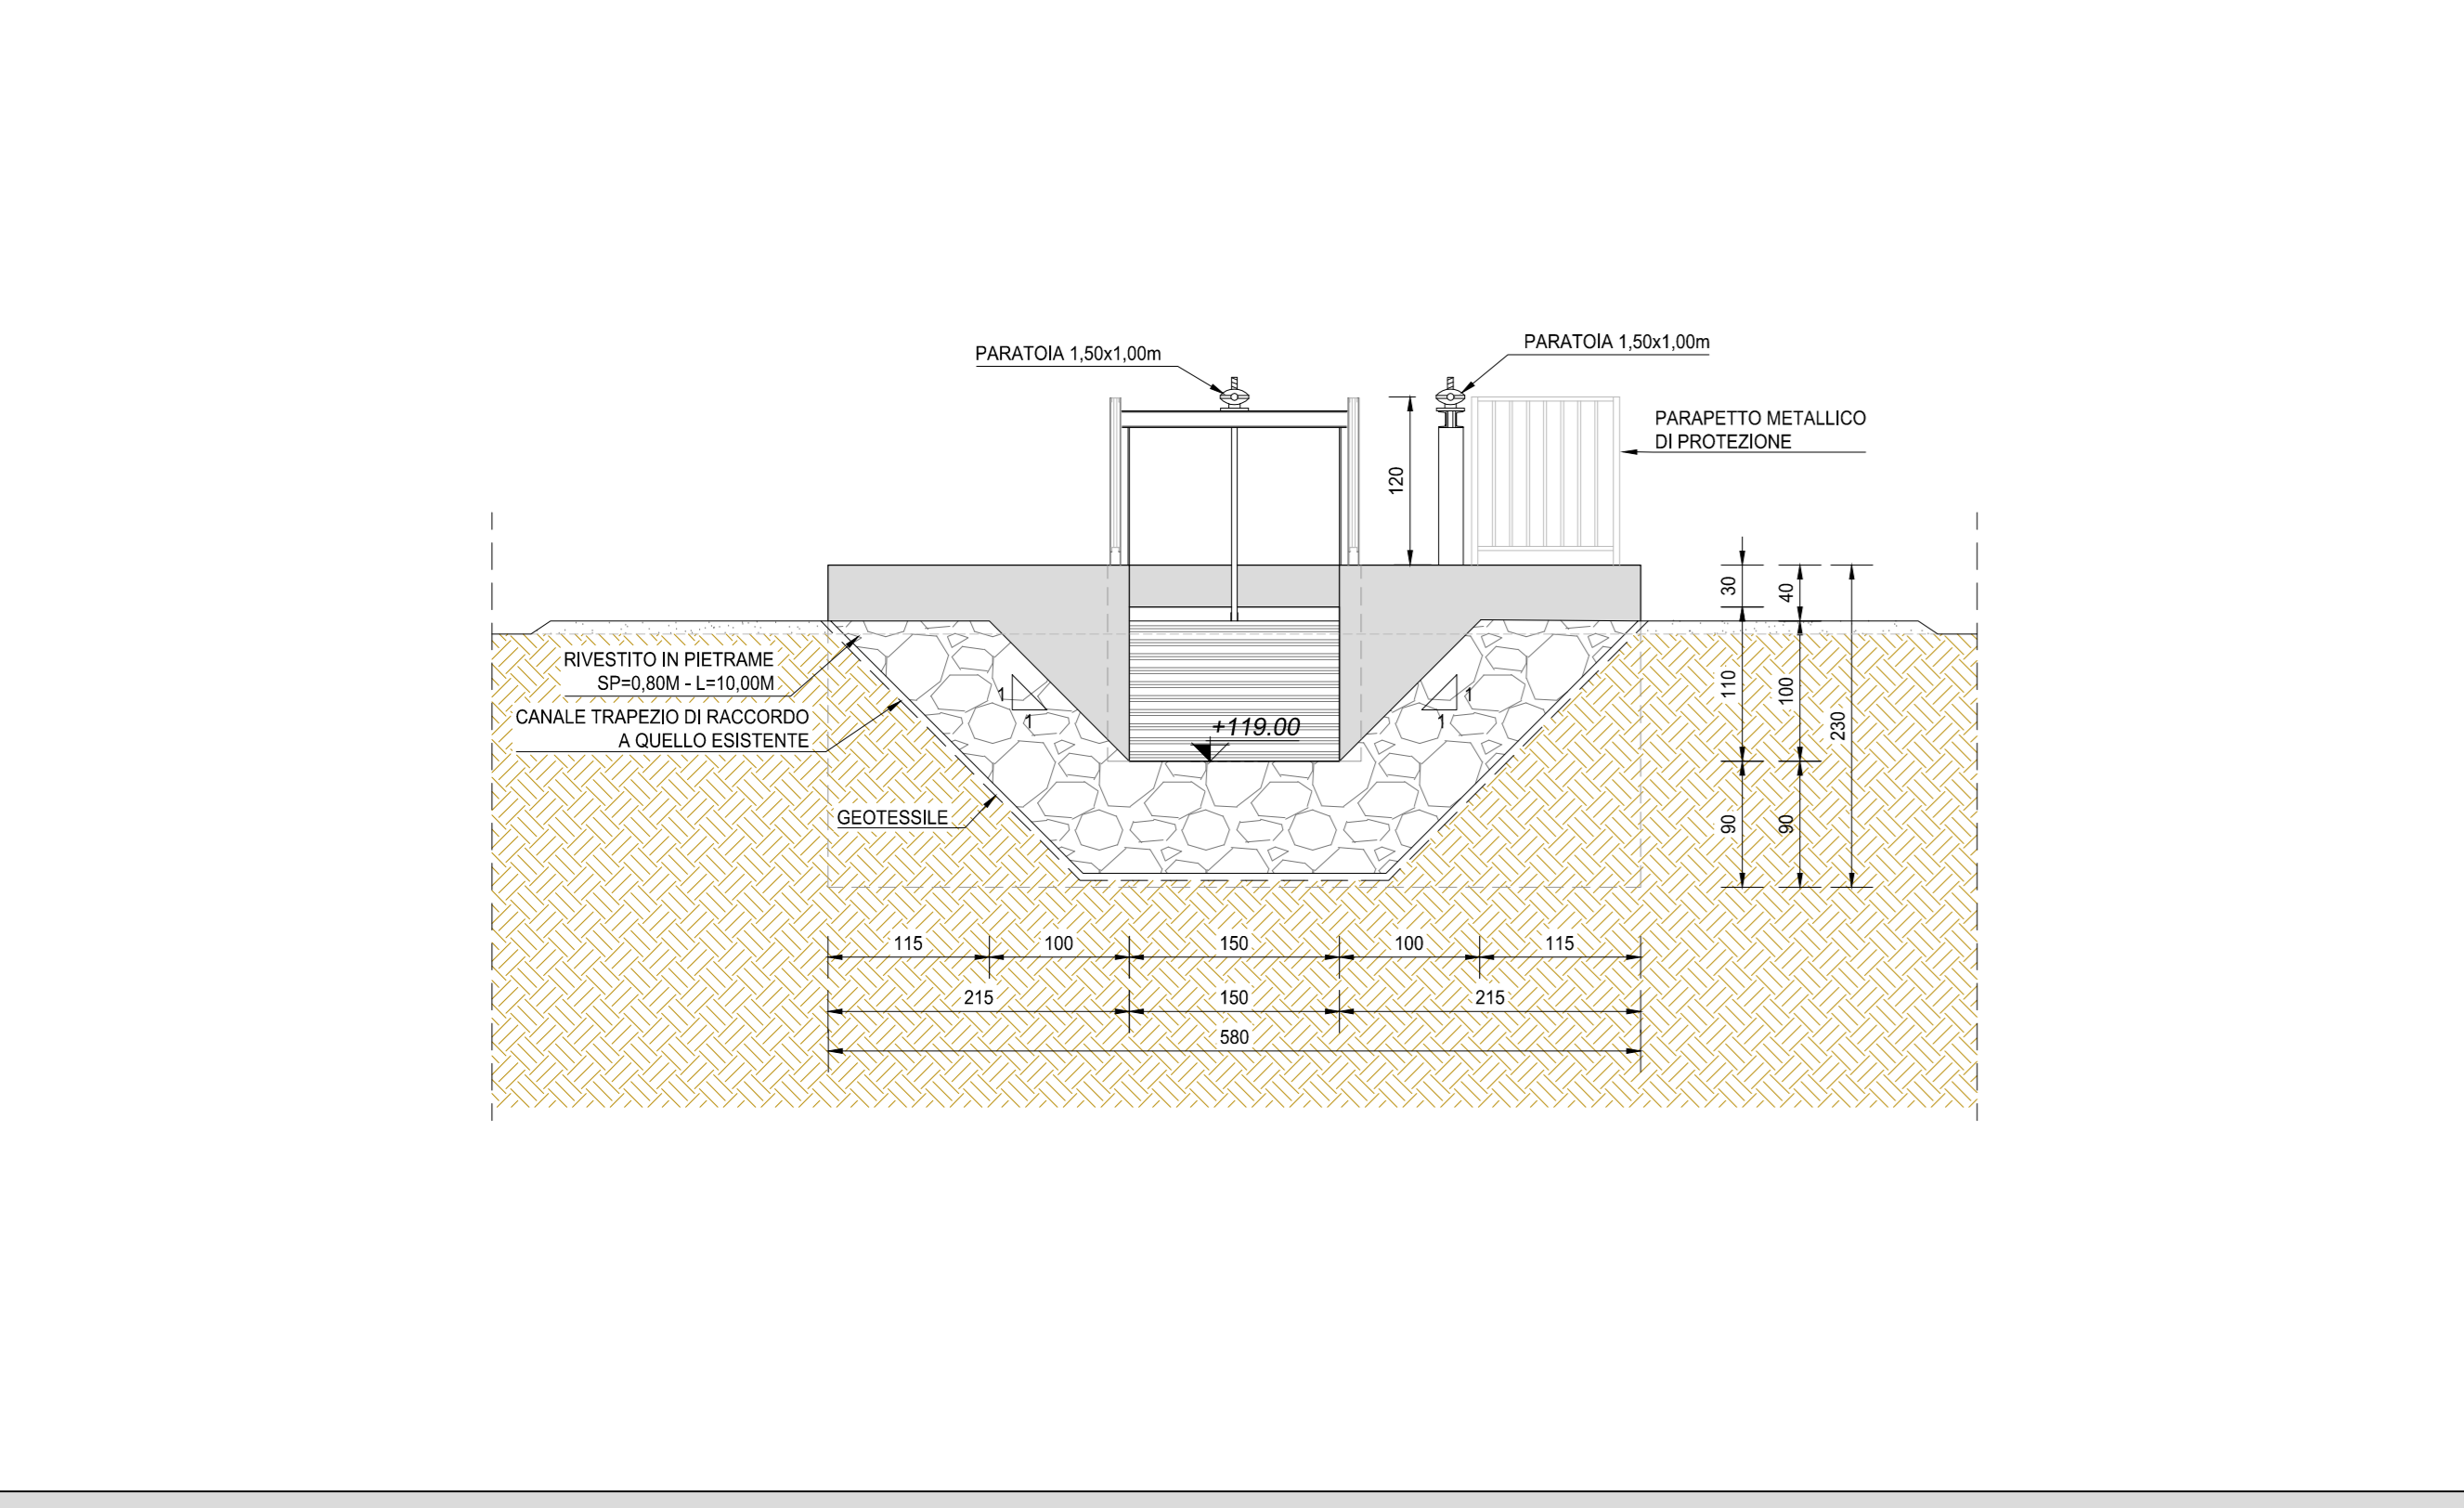 PARATOIA 1,50x1,00m
PARATOIA 1,50x1,00m
PARAPETTO METALLICO
DI PROTEZIONE
120
30
40
RIVESTITO IN PIETRAME
SP=0,80M - L=10,00M
CANALE TRAPEZIO DI RACCORDO
A QUELLO ESISTENTE
1
1
1
1
+119.00
110
100
230
GEOTESSILE
90
90
115
100
150
100
115
215
150
215
580